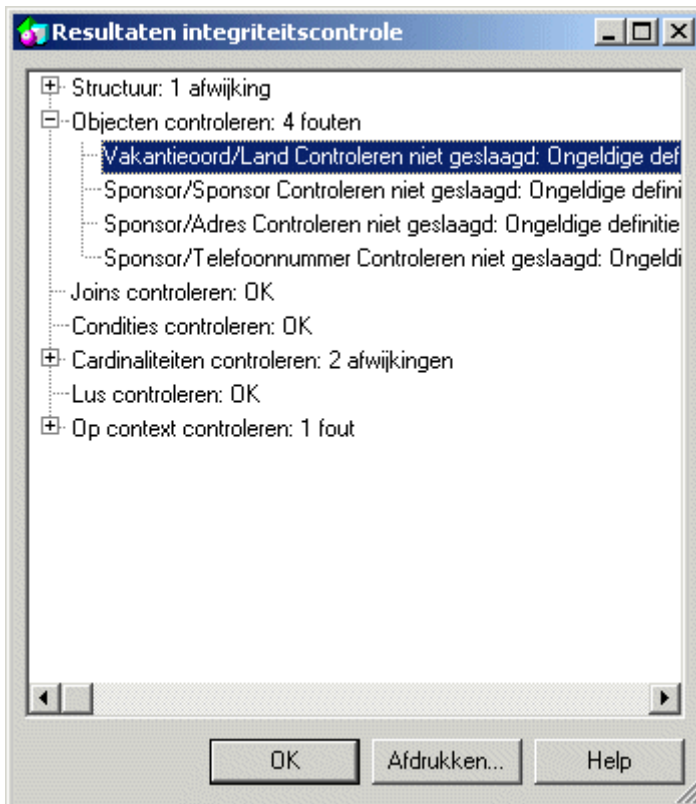 Resultaten integriteitscontrole
Structuur: 1 afwijking
Objecten controleren: 4 fouten
Vakantieoord/Land Controleren niet geslaagd: Ongeldige def
Sponsor/Sponsor Controleren niet geslaagd: Ongeldige defini
Sponsor/Adres Controleren niet geslaagd: Ongeldige definitie
Sponsor/Telefoonnummer Controleren niet geslaagd: Ongeldi
Joins controleren: OK
Condities controleren: OK
Cardinaliteiten controleren: 2 afwijkingen
Lus controleren: OK
Op context controleren: 1 fout
OK Afdrukken... Help